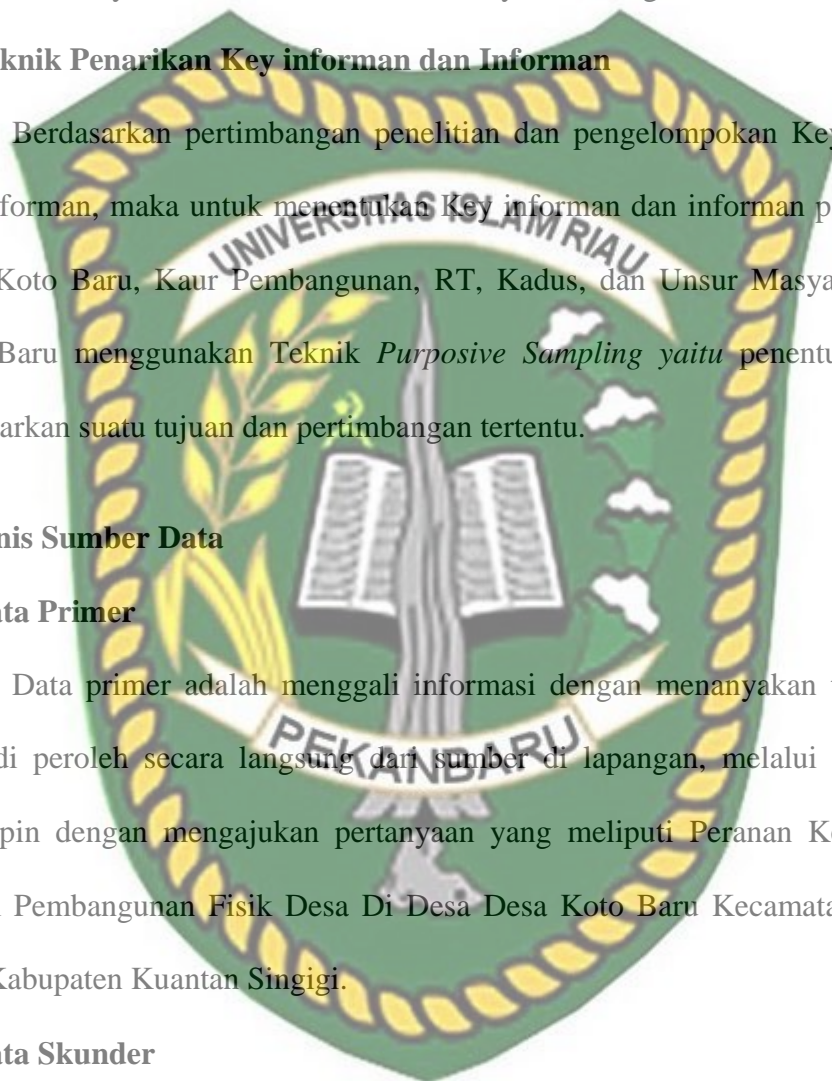 knik Penarikan Key informan dan Informan
Berdasarkan pertimbangan penelitian dan pengelompokan Key
forman, maka untuk menentukan Key informan dan informan p
UNIVERSITAS ISLAM RIAU
Koto Baru, Kaur Pembangunan, RT, Kadus, dan Unsur Masya
Baru menggunakan Teknik Purposive Sampling yaitu penentu
arkan suatu tujuan dan pertimbangan tertentu.
nis Sumber Data
ata Primer
Data primer adalah menggali informasi dengan menanyakan
di peroleh secara langsung dari sumber di lapangan, melalui
PEKANBARU
pin dengan mengajukan pertanyaan yang meliputi Peranan Ke
Pembangunan Fisik Desa Di Desa Desa Koto Baru Kecamata
Kabupaten Kuantan Singigi.
ata Skunder